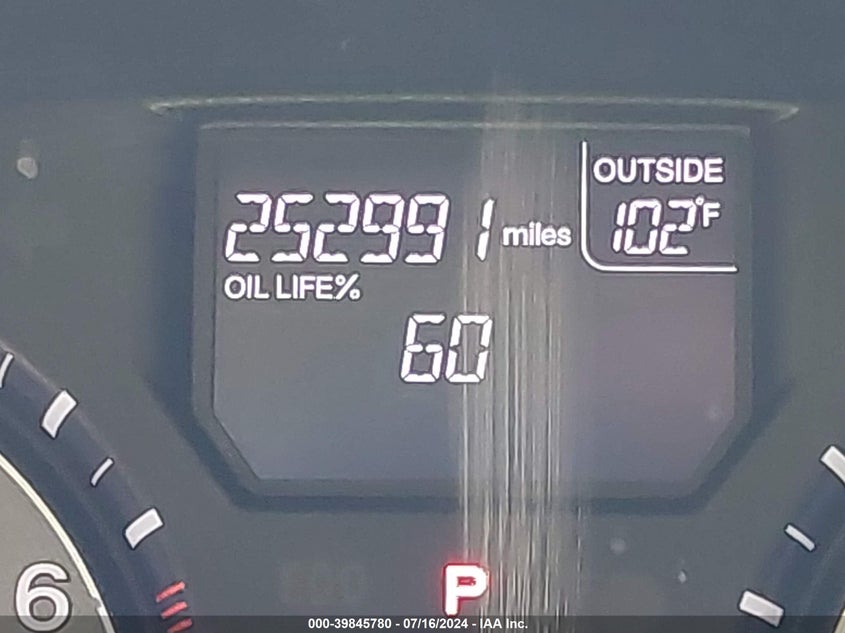 OUTSIDE
252991 miles 102°F
OIL LIFE%
60
P
6
000-39845780 - 07/16/2024 - IAA Inc.